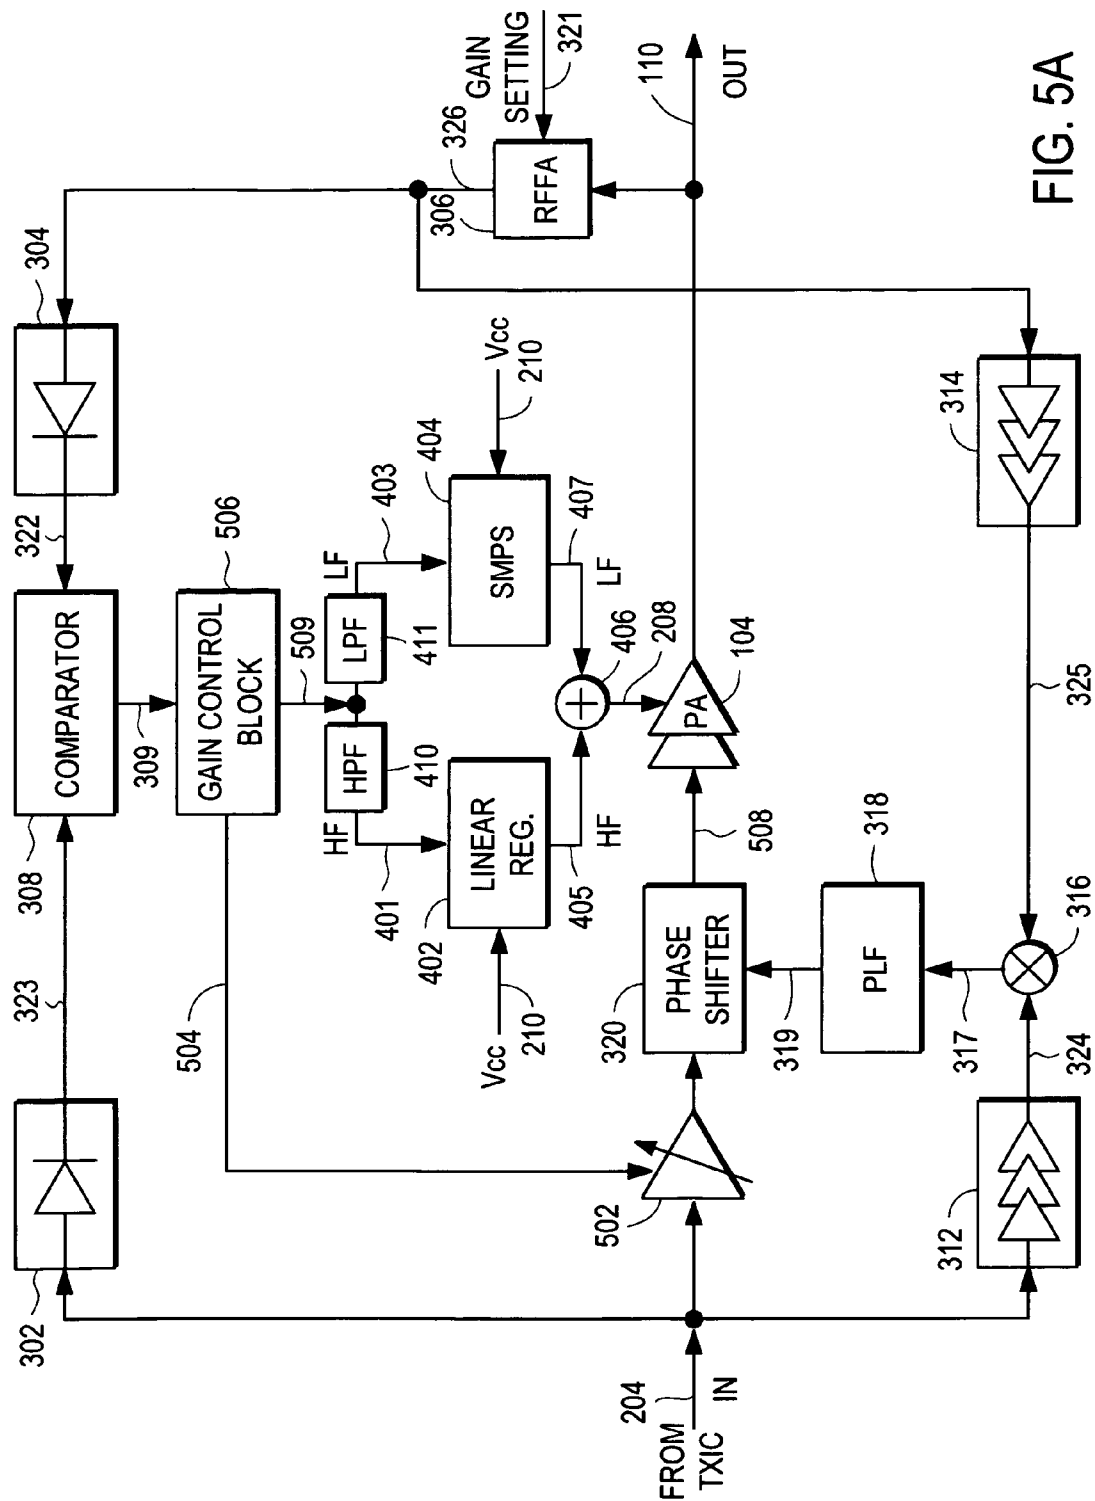 302
323
308
COMPARATOR
322
304
309
504
GAIN CONTROL
BLOCK
506
509
HF
HPF
410
LPF
411
LF
401
403
Vcc
210
402
LINEAR
REG.
405
HF
404
SMPS
407
LF
Vcc
210
406
208
306
326
RFFA
GAIN
SETTING
321
FROM
TXIC
204
IN
502
320
PHASE
SHIFTER
508
PA
104
110
OUT
319
PLF
318
317
312
324
316
325
314
FIG. 5A